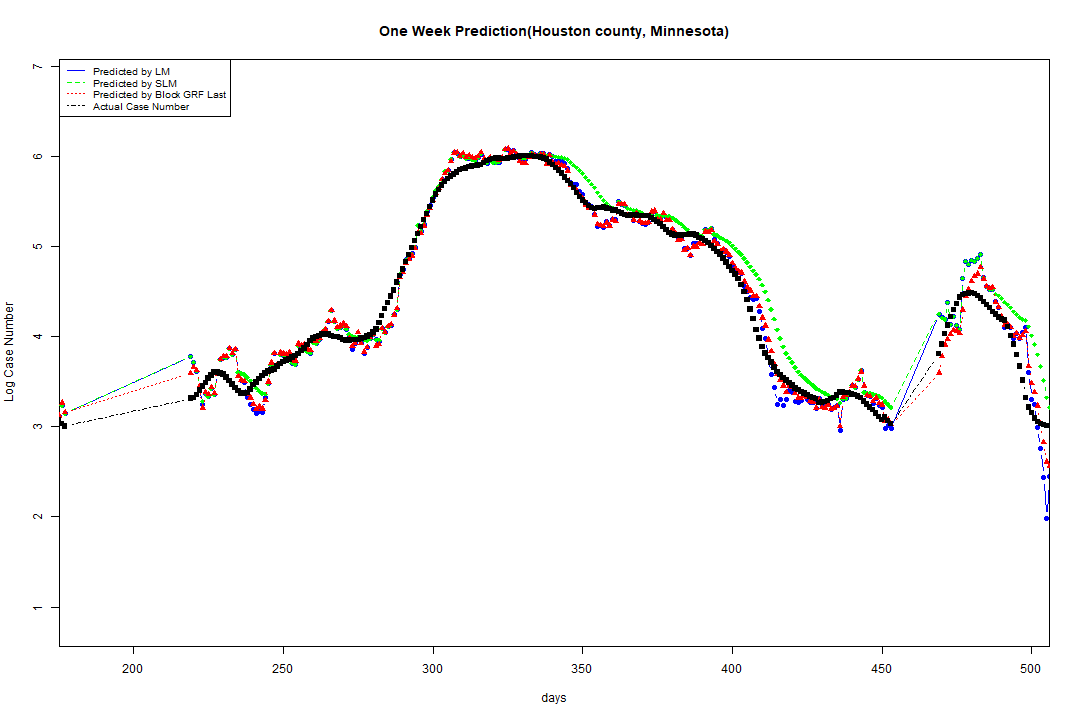 One Week Prediction(Houston county, Minnesota)
Predicted by LM
Predicted by SLM
Predicted by Block GRF Last
Actual Case Number
Log Case Number
7
6
5
4
3
2
1
200 250 300 350 400 450 500
days